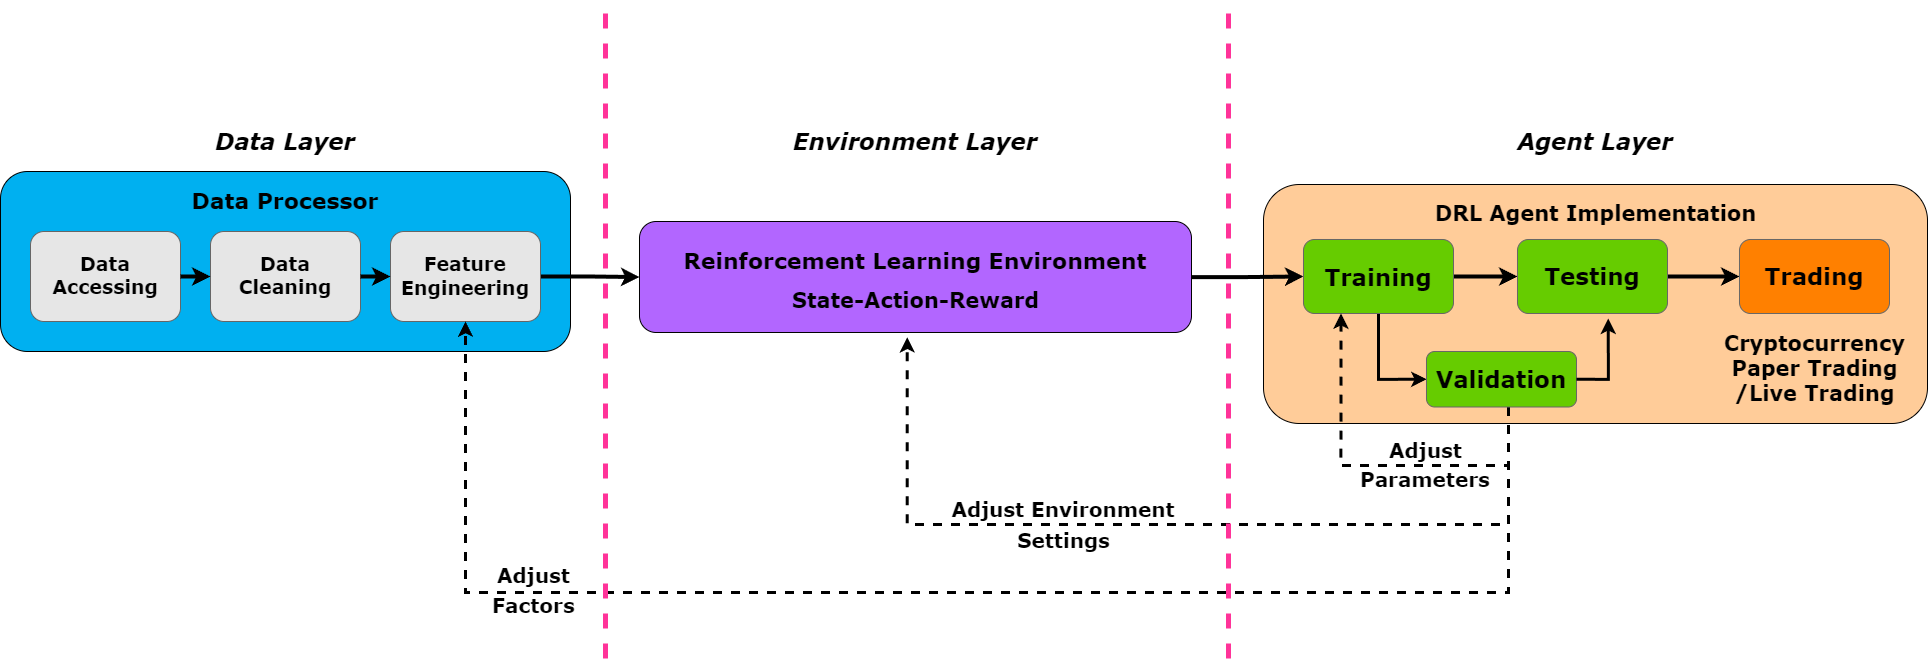 Data Layer
Environment Layer
Agent Layer
Data Processor
Data
Accessing
Data
Cleaning
Feature
Engineering
Reinforcement Learning Environment
State-Action-Reward
DRL Agent Implementation
Training
Testing
Trading
Validation
Cryptocurrency
Paper Trading
/Live Trading
Adjust
Parameters
Adjust Environment
Settings
Adjust
Factors